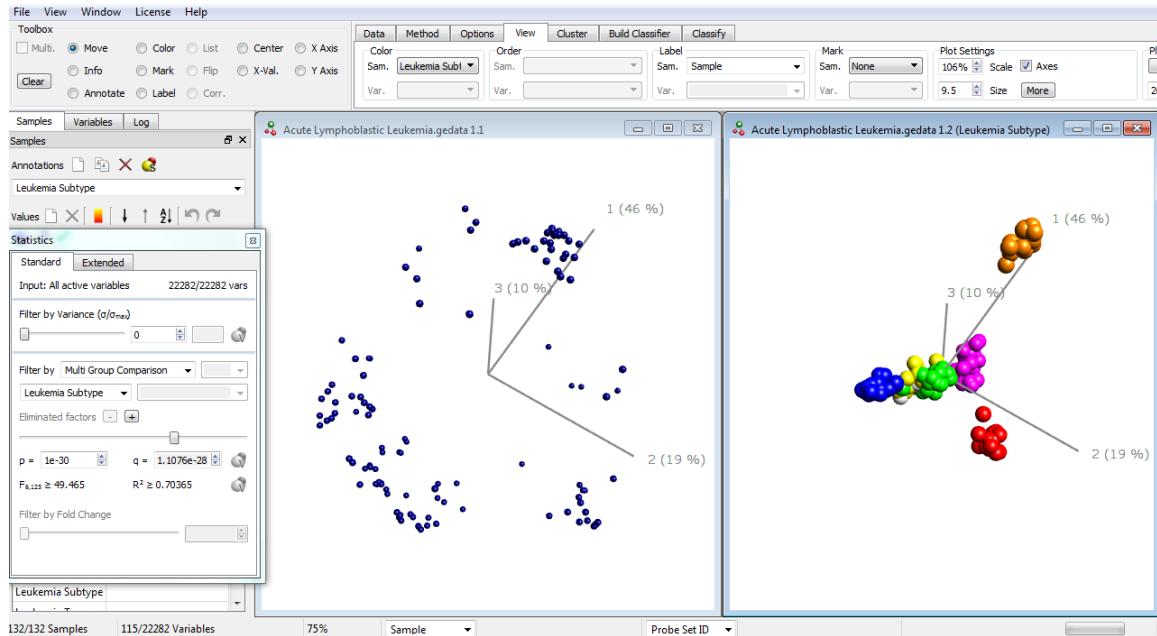 File View Window License Help
Toolbox
Multi. Move Color List Center X Axis
Info Mark Flip X-Val. Y Axis
Clear
Annotate Label Corr.
Data Method Options View Cluster Build Classifier Classify
Color Order Label Mark Plot Settings
Sam. Leukemia Sub Sam. Sam. Sample Sam. None 106% Scale Axes
Var. Var. Var. Var. 9.5 Size More
Samples Variables Log
Samples
Annotations
Leukemia Subtype
Values
Statistics
Standard Extended
Input: All active variables 22282/22282 vars
Filter by Variance (σ/σmax)
0
Filter by Multi Group Comparison
Leukemia Subtype
Eliminated factors - +
p = 1e-30 q = 1.1076e-28
F6,125 ≥ 49.465 R² ≥ 0.70365
Filter by Fold Change
Leukemia Subtype
Acute Lymphoblastic Leukemia.gedata 1.1
1 (46 %)
3 (10 %)
2 (19 %)
Acute Lymphoblastic Leukemia.gedata 1.2 (Leukemia Subtype)
1 (46 %)
3 (10 %)
2 (19 %)
132/132 Samples 115/22282 Variables 75% Sample Probe Set ID